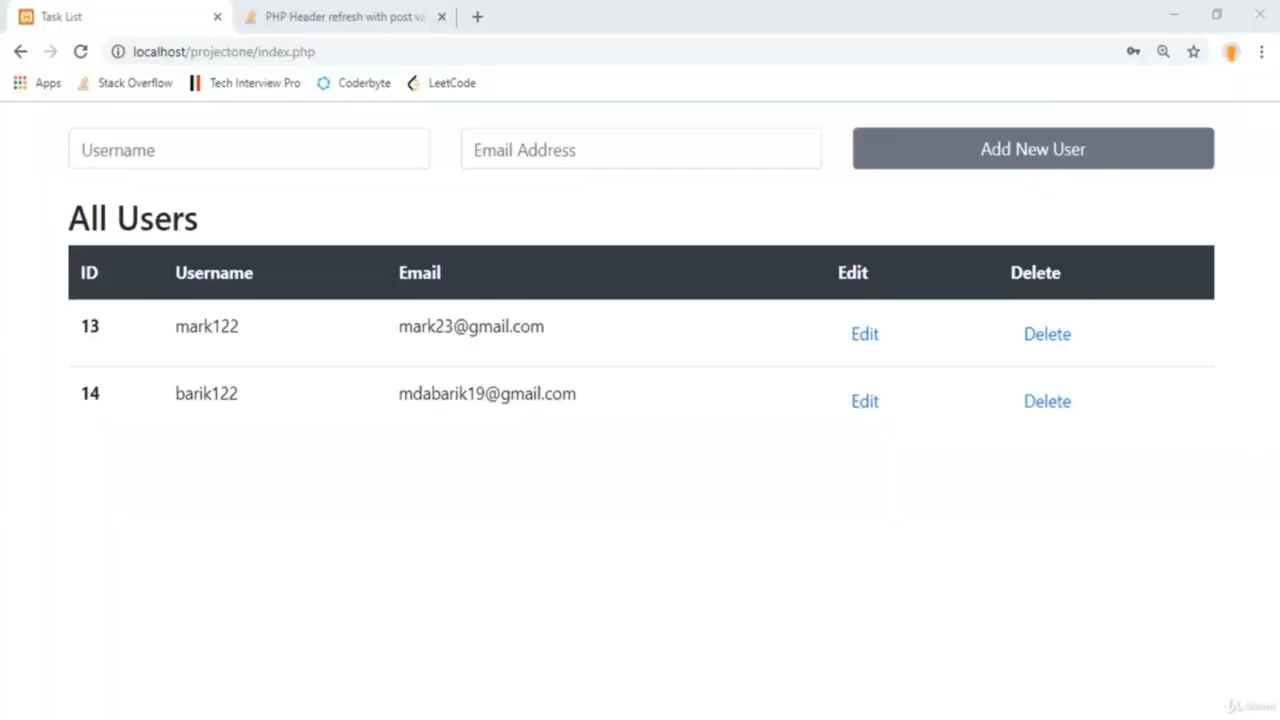 Task List
PHP Header refresh with post va
localhost/projectone/index.php
Apps Stack Overflow Tech Interview Pro Coderbyte LeetCode
Username Email Address Add New User
All Users
ID Username Email Edit Delete
13 mark122 mark23@gmail.com Edit Delete
14 barik122 mdabarik19@gmail.com Edit Delete